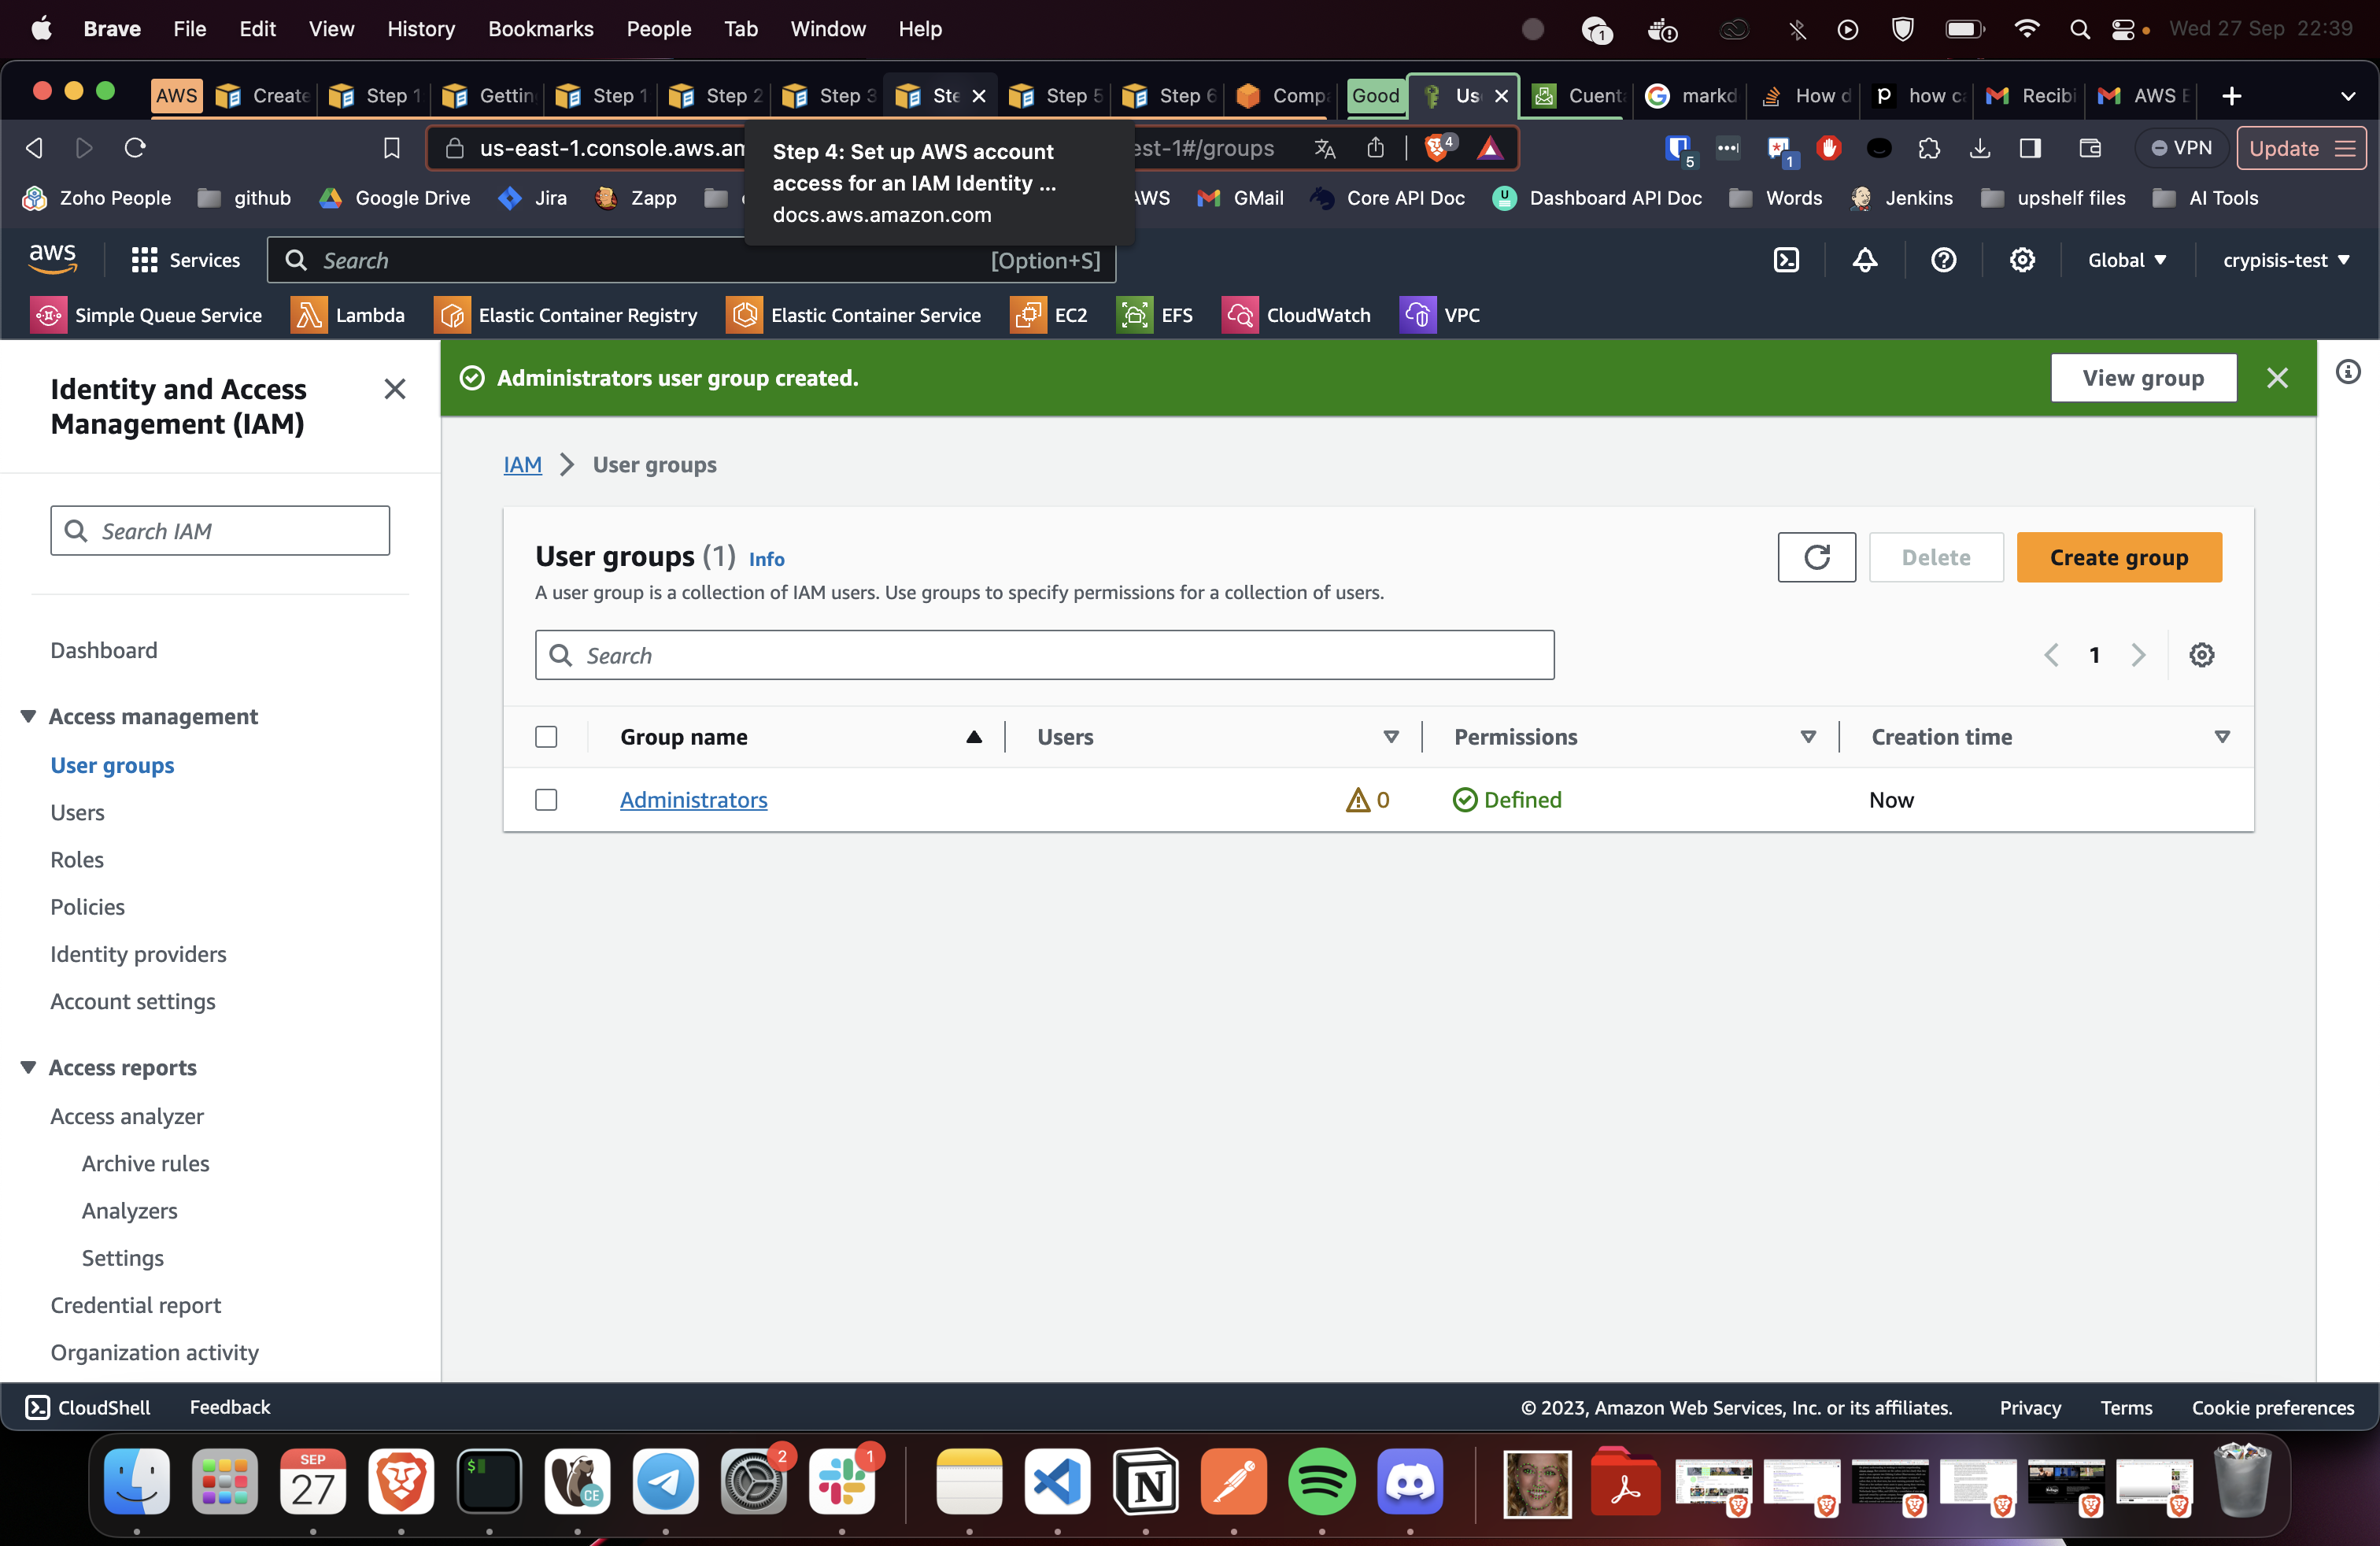 Brave File Edit View History Bookmarks People Tab Window Help 1 Wed 27 Sep 22:39
AWS Create Step 1 Getting Step 1 Step 2 Step 3 Ste Step 5 Step 6 Comp Good Us Cuenta markd How d how ca Recibi AWS E
us-east-1.console.aws.am est-1#/groups 4 5 1 VPN Update
Step 4: Set up AWS account
access for an IAM Identity ...
docs.aws.amazon.com
Zoho People github Google Drive Jira Zapp AWS GMail Core API Doc Dashboard API Doc Words Jenkins upshelf files AI Tools
aws Services Search [Option+S] Global crypisis-test
Simple Queue Service Lambda Elastic Container Registry Elastic Container Service EC2 EFS CloudWatch VPC
Identity and Access
Management (IAM)
Search IAM
Dashboard
Access management
User groups
Users
Roles
Policies
Identity providers
Account settings
Access reports
Access analyzer
Archive rules
Analyzers
Settings
Credential report
Organization activity
Administrators user group created. View group
IAM User groups
User groups (1) Info Delete Create group
A user group is a collection of IAM users. Use groups to specify permissions for a collection of users.
Search 1
Group name Users Permissions Creation time
Administrators 0 Defined Now
CloudShell Feedback © 2023, Amazon Web Services, Inc. or its affiliates. Privacy Terms Cookie preferences
SEP
27
$
CE
2
1
N